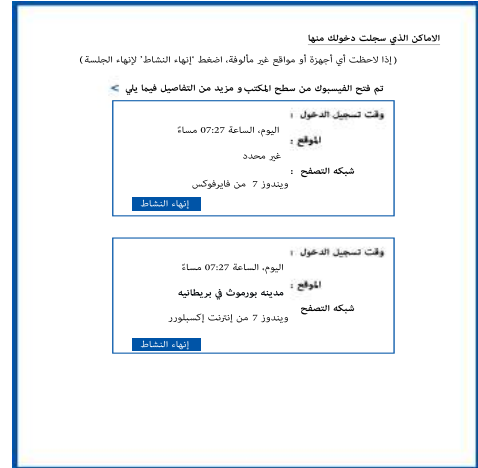 الاماكن الذي سجلت دخولك منها
(إذا لاحظت أي أجهزة أو مواقع غير مألوفة، اضغط 'إنهاء النشاط' لإنهاء الجلسة)
تم فتح الفيسبوك من سطح المكتب و مزيد من التفاصيل فيما يلي >
وقت تسجيل الدخول :
اليوم، الساعة 07:27 مساءً
الموقع :
غير محدد
شبكه التصفح :
ويندوز 7 من فايرفوكس
إنهاء النشاط
وقت تسجيل الدخول :
اليوم، الساعة 07:27 مساءً
الموقع :
مدينه بورموث في بريطانيه
شبكه التصفح
ويندوز 7 من إنترنت إكسبلورر
إنهاء النشاط